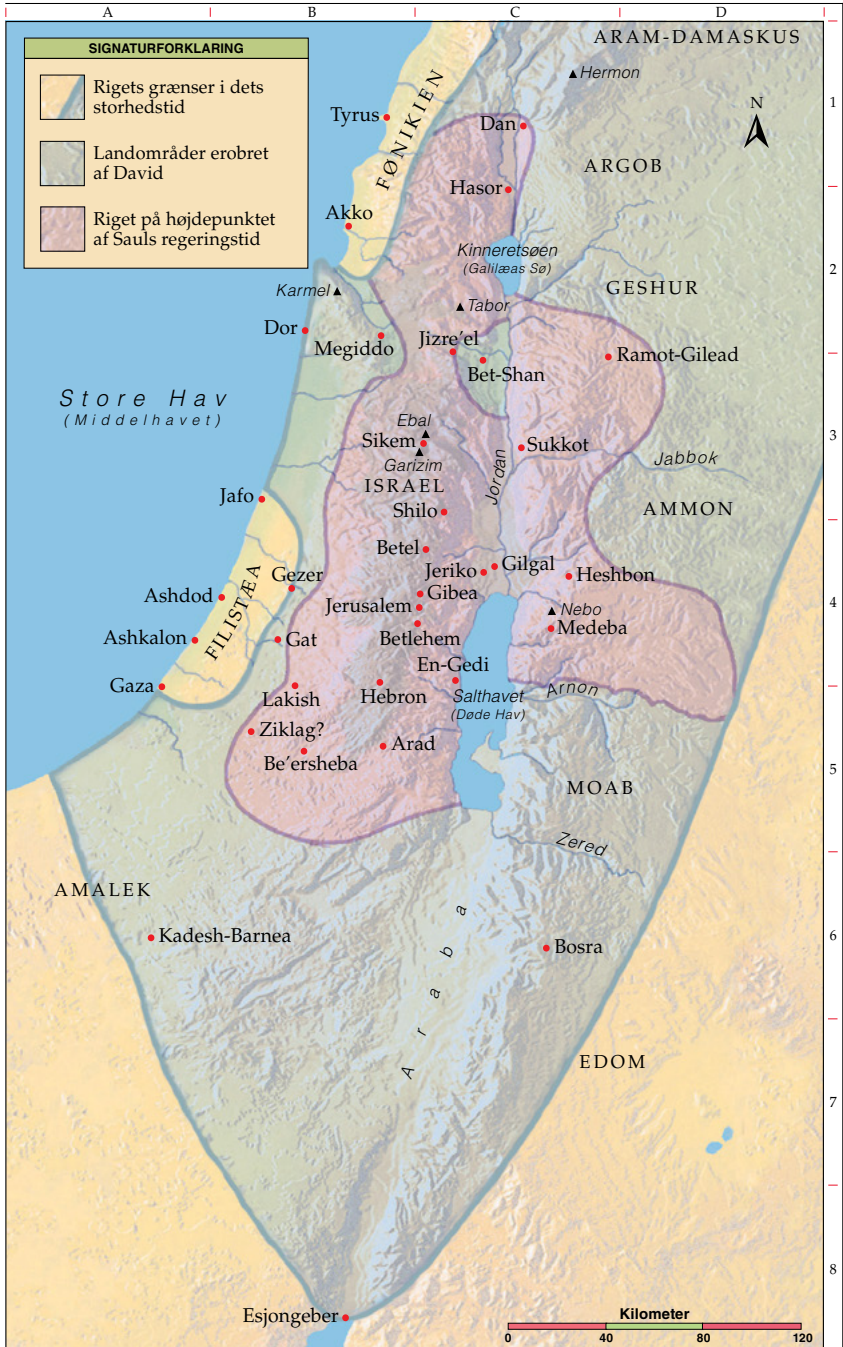 A
B
C
D
SIGNATURFORKLARING
Rigets grænser i dets
storhedstid
Landområder erobret
af David
Riget på højdepunktet
af Sauls regeringstid
ARAM-DAMASKUS
Hermon
N
1
Tyrus
FØNIKIEN
Dan
ARGOB
Hasor
Akko
Kinneretsøen
(Galilæas Sø)
2
Karmel
GESHUR
Tabor
Dor
Megiddo
Jizre'el
Bet-Shan
Ramot-Gilead
Store Hav
(Middelhavet)
Ebal
3
Sikem
Garizim
Sukkot
Jordan
Jabbok
ISRAEL
Jafo
Shilo
AMMON
Betel
Jeriko
Gilgal
Heshbon
Gezer
Gibea
Ashdod
FILISTÆA
Jerusalem
Nebo
4
Betlehem
Medeba
Ashkalon
Gat
En-Gedi
Gaza
Lakish
Hebron
Salthavet
(Døde Hav)
Arnon
Ziklag?
Be'ersheba
Arad
5
MOAB
Zered
AMALEK
Kadesh-Barnea
Araba
Bosra
6
EDOM
7
8
Esjongeber
Kilometer
0
40
80
120